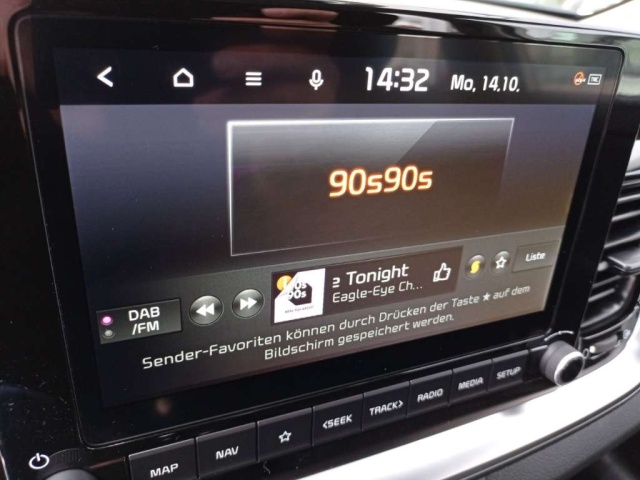 14:32 Mo, 14.10.
90s90s
e Tonight
Eagle-Eye Ch...
Liste
DAB
/FM
Sender-Favoriten können durch Drücken der Taste ★ auf dem
Bildschirm gespeichert werden.
MAP NAV ☆ <SEEK TRACK> RADIO MEDIA SETUP